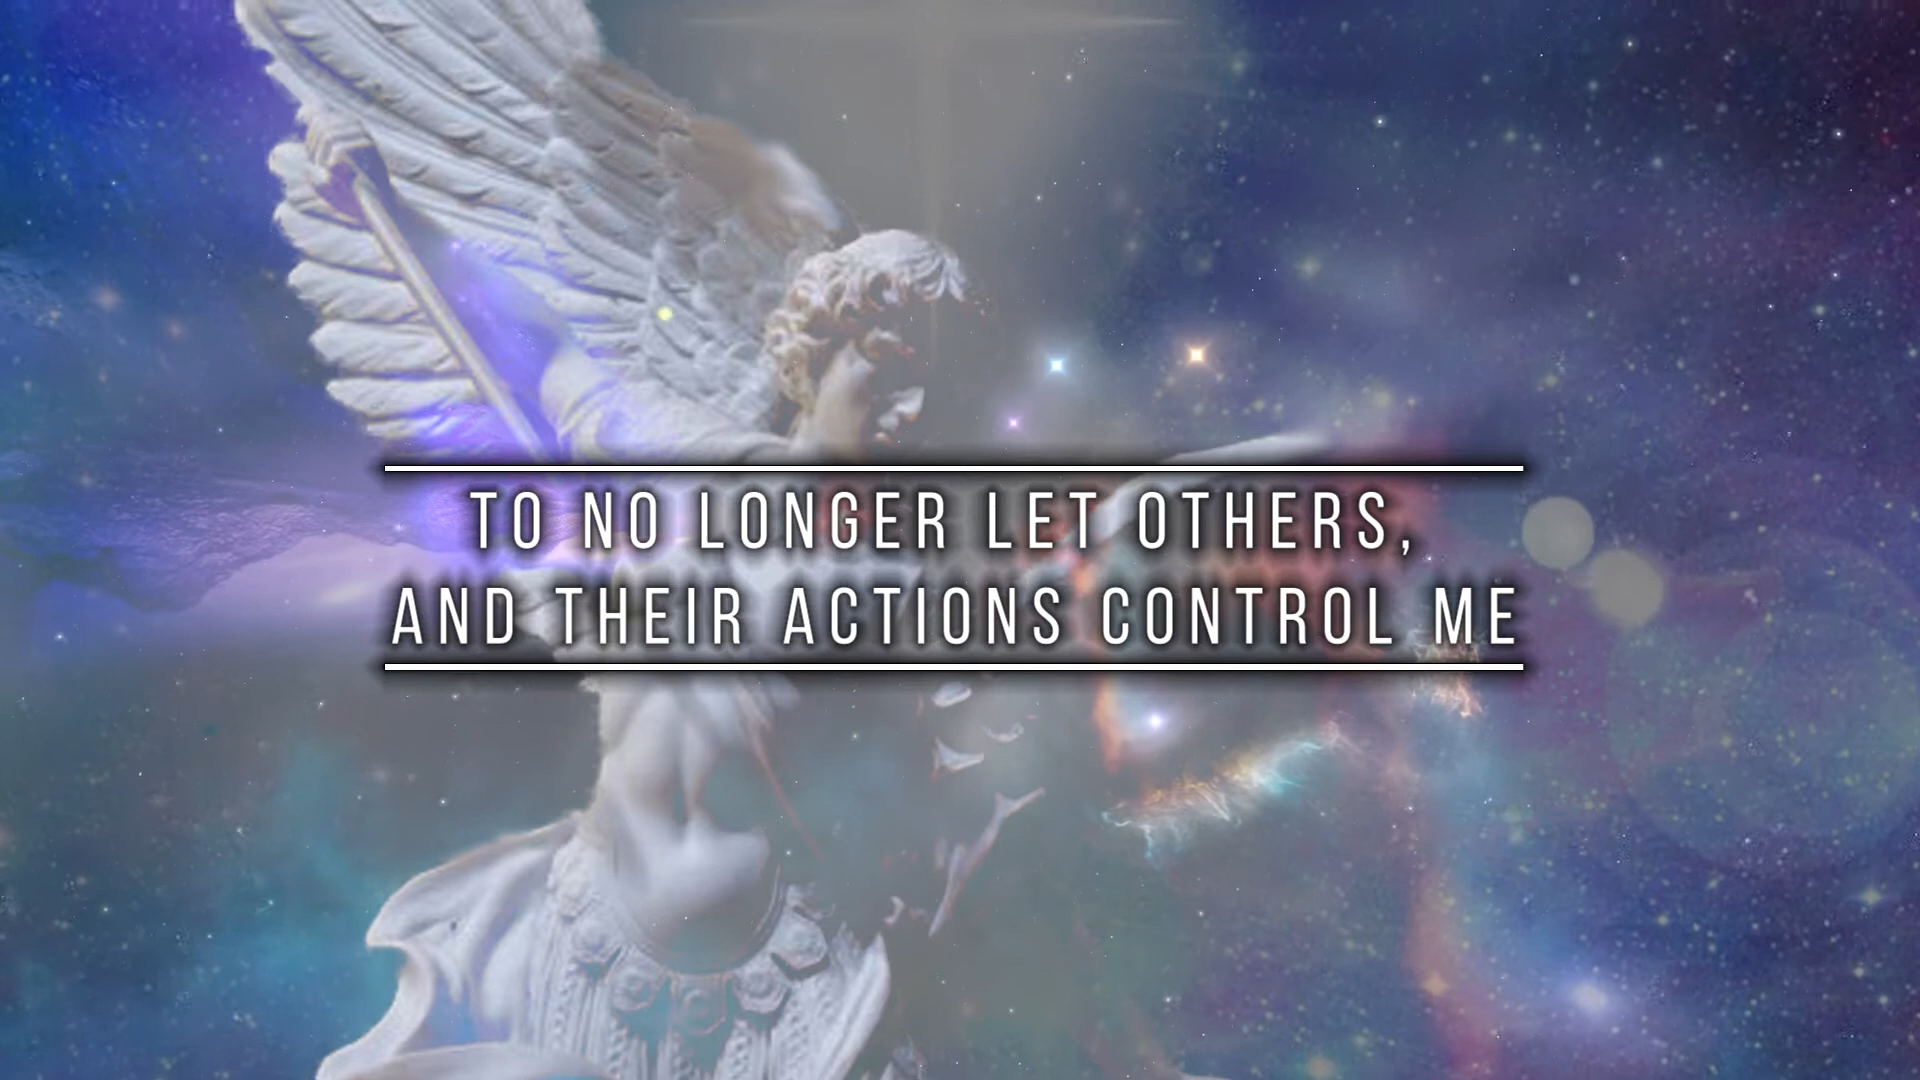 TO NO LONGER LET OTHERS,
AND THEIR ACTIONS CONTROL ME